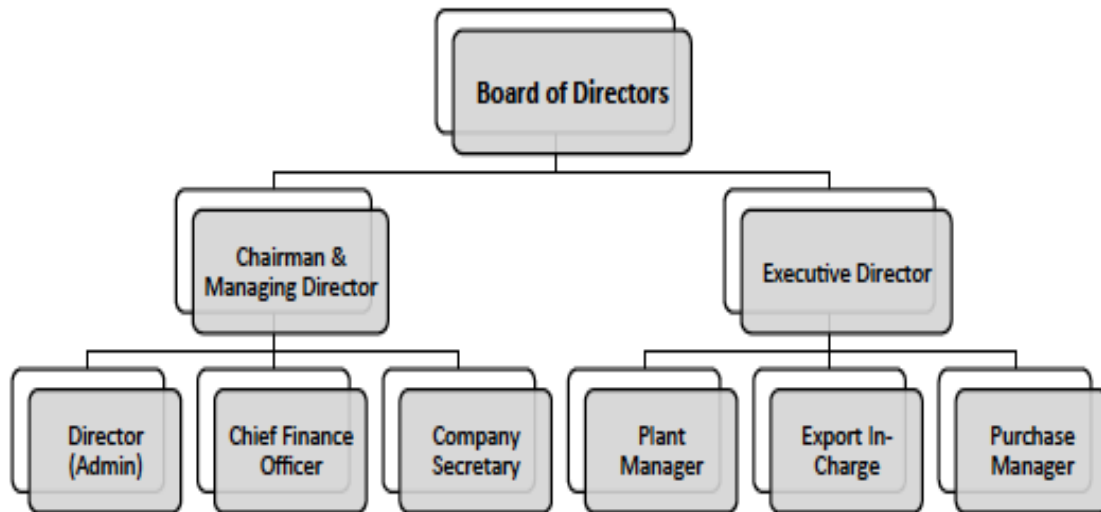 Board of Directors
Chairman &
Managing Director
Executive Director
Director
(Admin)
Chief Finance
Officer
Company
Secretary
Plant
Manager
Export In-
Charge
Purchase
Manager